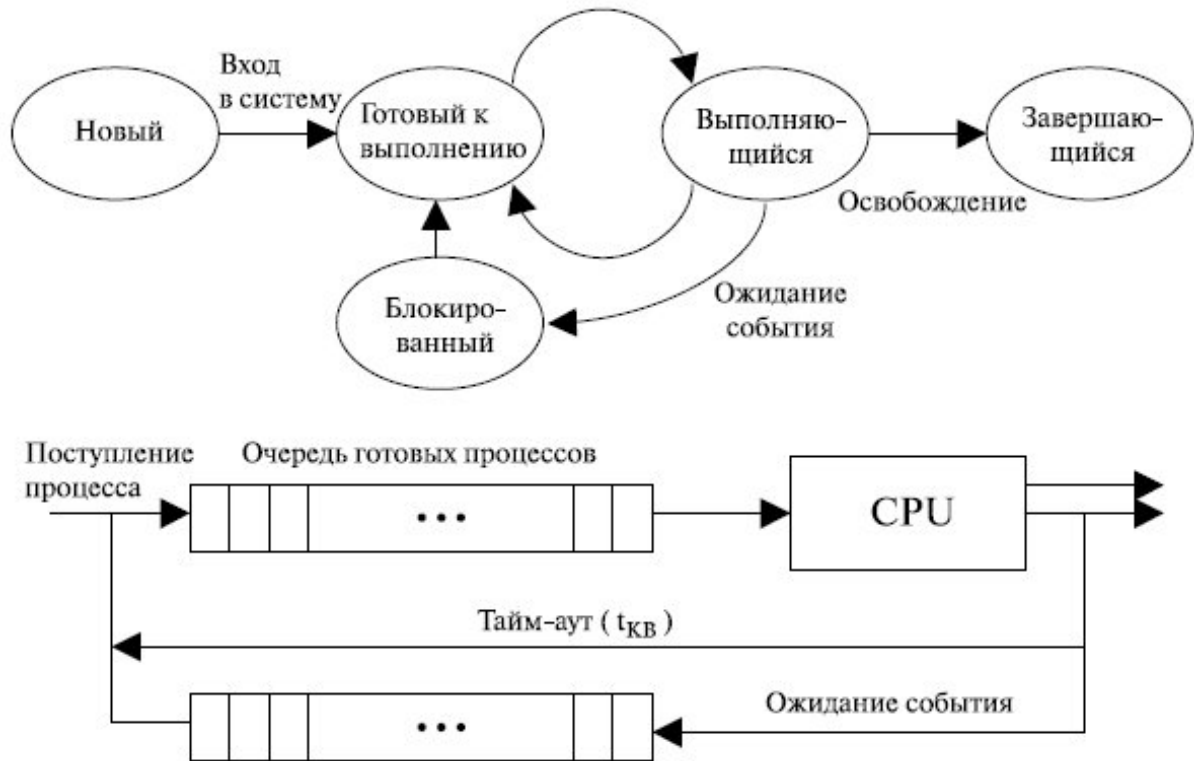 Вход
в систему
Новый
Готовый к
выполнению
Выполняю-
щийся
Завершаю-
щийся
Освобождение
Блокиро-
ванный
Ожидание
события
Поступление
процесса
Очередь готовых процессов
...
CPU
Тайм-аут ( tКВ )
...
Ожидание события